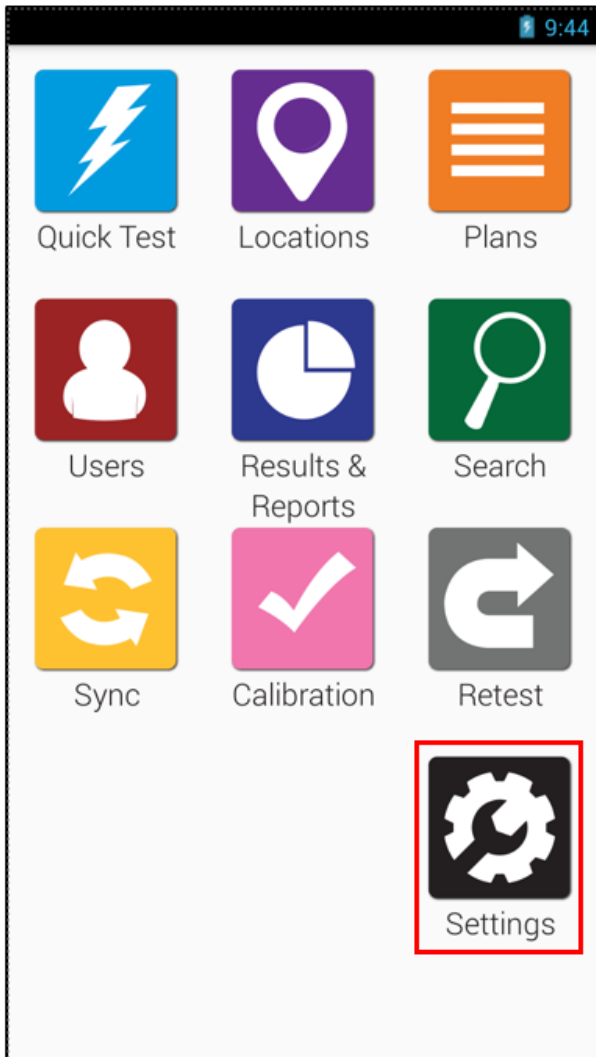 9:44
Quick Test
Locations
Plans
Users
Results &
Reports
Search
Sync
Calibration
Retest
Settings